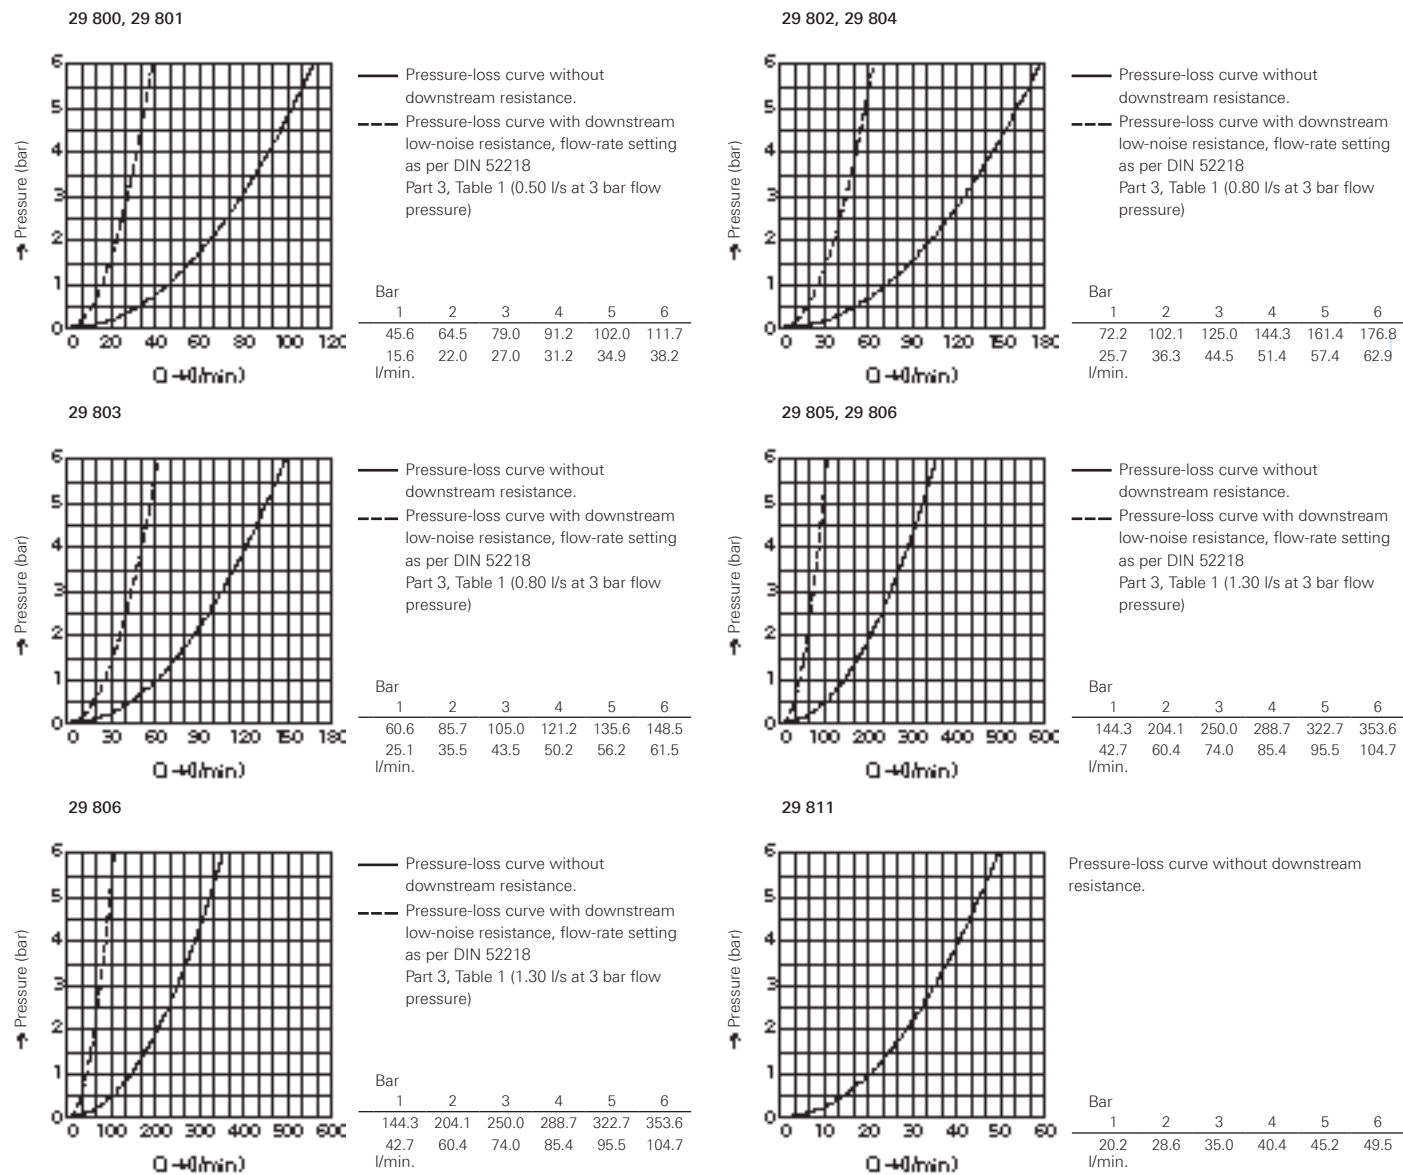 29 800, 29 801
Pressure (bar)
6
5
4
3
2
1
0
0 20 40 60 80 100 120
Q (l/min)
Pressure-loss curve without
downstream resistance.
Pressure-loss curve with downstream
low-noise resistance, flow-rate setting
as per DIN 52218
Part 3, Table 1 (0.50 l/s at 3 bar flow
pressure)
Bar
1 2 3 4 5 6
45.6 64.5 79.0 91.2 102.0 111.7
15.6 22.0 27.0 31.2 34.9 38.2
l/min.
29 802, 29 804
Pressure (bar)
6
5
4
3
2
1
0
0 30 60 90 120 150 180
Q (l/min)
Pressure-loss curve without
downstream resistance.
Pressure-loss curve with downstream
low-noise resistance, flow-rate setting
as per DIN 52218
Part 3, Table 1 (0.80 l/s at 3 bar flow
pressure)
Bar
1 2 3 4 5 6
72.2 102.1 125.0 144.3 161.4 176.8
25.7 36.3 44.5 51.4 57.4 62.9
l/min.
29 803
Pressure (bar)
6
5
4
3
2
1
0
0 30 60 90 120 150 180
Q (l/min)
Pressure-loss curve without
downstream resistance.
Pressure-loss curve with downstream
low-noise resistance, flow-rate setting
as per DIN 52218
Part 3, Table 1 (0.80 l/s at 3 bar flow
pressure)
Bar
1 2 3 4 5 6
60.6 85.7 105.0 121.2 135.6 148.5
25.1 35.5 43.5 50.2 56.2 61.5
l/min.
29 805, 29 806
Pressure (bar)
6
5
4
3
2
1
0
0 100 200 300 400 500 600
Q (l/min)
Pressure-loss curve without
downstream resistance.
Pressure-loss curve with downstream
low-noise resistance, flow-rate setting
as per DIN 52218
Part 3, Table 1 (1.30 l/s at 3 bar flow
pressure)
Bar
1 2 3 4 5 6
144.3 204.1 250.0 288.7 322.7 353.6
42.7 60.4 74.0 85.4 95.5 104.7
l/min.
29 806
Pressure (bar)
6
5
4
3
2
1
0
0 100 200 300 400 500 600
Q (l/min)
Pressure-loss curve without
downstream resistance.
Pressure-loss curve with downstream
low-noise resistance, flow-rate setting
as per DIN 52218
Part 3, Table 1 (1.30 l/s at 3 bar flow
pressure)
Bar
1 2 3 4 5 6
144.3 204.1 250.0 288.7 322.7 353.6
42.7 60.4 74.0 85.4 95.5 104.7
l/min.
29 811
Pressure (bar)
6
5
4
3
2
1
0
0 10 20 30 40 50 60
Q (l/min)
Pressure-loss curve without downstream
resistance.
Bar
1 2 3 4 5 6
20.2 28.6 35.0 40.4 45.2 49.5
l/min.